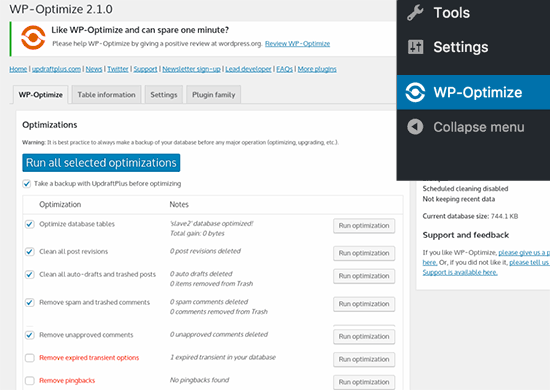 WP-Optimize 2.1.0
Like WP-Optimize and can spare one minute?
Please help WP-Optimize by giving a positive review at wordpress.org. Review WP-Optimize
Home | updraftplus.com | News | Twitter | Support | Newsletter sign-up | Lead developer | FAQs | More plugins
WP-Optimize
Table information
Settings
Plugin family
Optimizations
Warning: It is best practice to always make a backup of your database before any major operation (optimizing, upgrading, etc.).
Run all selected optimizations
Take a backup with UpdraftPlus before optimizing
Optimization Notes
Optimize database tables 'slave2' database optimized! Run optimization
Total gain: 0 bytes
Clean all post revisions 0 post revisions deleted Run optimization
Clean all auto-drafts and trashed posts 0 auto drafts deleted Run optimization
0 items removed from Trash
Remove spam and trashed comments 0 spam comments deleted Run optimization
0 comments removed from Trash
Remove unapproved comments 0 unapproved comments deleted Run optimization
Remove expired transient options 1 expired transient in your database Run optimization
Remove pingbacks No pingbacks found Run optimization
Tools
Settings
WP-Optimize
Collapse menu
Scheduled cleaning disabled
Not keeping recent data
Current database size: 744.1 KB
Support and feedback
If you like WP-Optimize, please give us a p
here. Or, if you did not like it, please tell us
Support is available here.